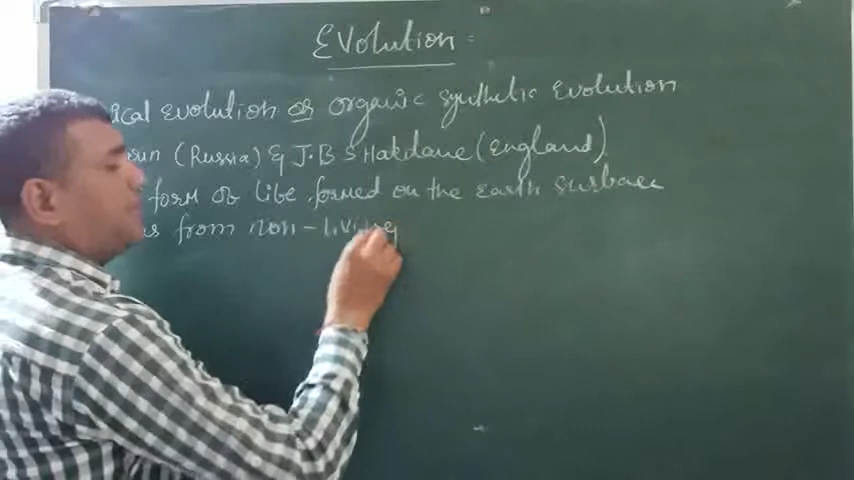 Evolution :
ical evolution or organic synthetic Evolution
(Russia) & J.B S Haldane (England)
form of life formed on the Earth surface
from non-living